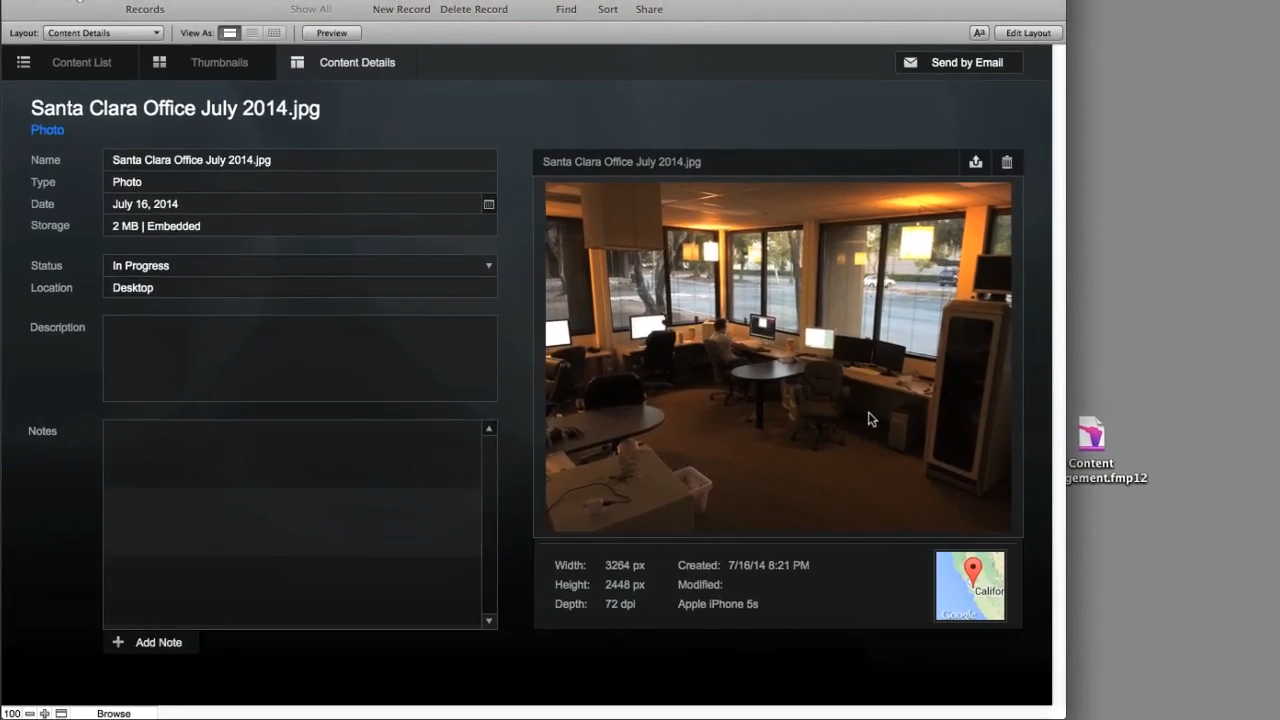 Records
Show All
New Record
Delete Record
Find
Sort
Share
Layout:
Content Details
View As:
Preview
Aa
Edit Layout
Content List
Thumbnails
Content Details
Send by Email
Santa Clara Office July 2014.jpg
Photo
Name
Santa Clara Office July 2014.jpg
Type
Photo
Date
July 16, 2014
Storage
2 MB | Embedded
Status
In Progress
Location
Desktop
Description
Notes
Add Note
Santa Clara Office July 2014.jpg
Width:
3264 px
Created:
7/16/14 8:21 PM
Height:
2448 px
Modified:
Depth:
72 dpi
Apple iPhone 5s
Califor
Google
Content
gement.fmp12
100
Browse